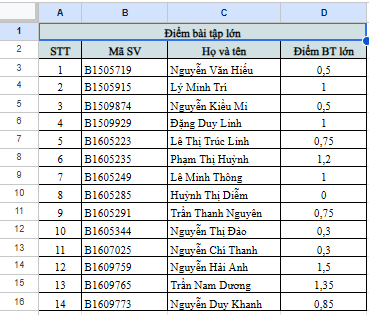 A B C D
1 Điểm bài tập lớn
2 STT Mã SV Họ và tên Điểm BT lớn
3 1 B1505719 Nguyễn Văn Hiếu 0,5
4 2 B1505915 Lý Minh Trí 1
5 3 B1509874 Nguyễn Kiều Mi 0,5
6 4 B1509929 Đặng Duy Linh 1
7 5 B1605223 Lê Thị Trúc Linh 0,75
8 6 B1605235 Phạm Thị Huỳnh 1,2
9 7 B1605249 Lê Minh Thông 1
10 8 B1605285 Huỳnh Thị Diễm 0
11 9 B1605291 Trần Thanh Nguyên 0,75
12 10 B1605344 Nguyễn Thị Đảo 0,3
13 11 B1607025 Nguyễn Chí Thanh 0,3
14 12 B1609759 Nguyễn Hải Anh 1,5
15 13 B1609765 Trần Nam Dương 1,35
16 14 B1609773 Nguyễn Duy Khanh 0,85